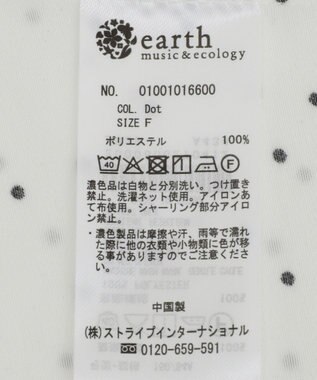 earth
music&ecology
NO. 01001016600
COL. Dot
SIZE F
ポリエステル 100%
40
F
濃色品は白物と分別洗い。つけ置き
禁止。洗濯ネット使用。アイロンあ
て布使用。シャーリング部分アイロ
ン禁止。
・濃色製品は摩擦や汗、雨等で濡れ
た際に他の衣類や小物類に色が移
る事がありますのでご注意くださ
い。
中国製
(株)ストライプインターナショナル
0120-659-591